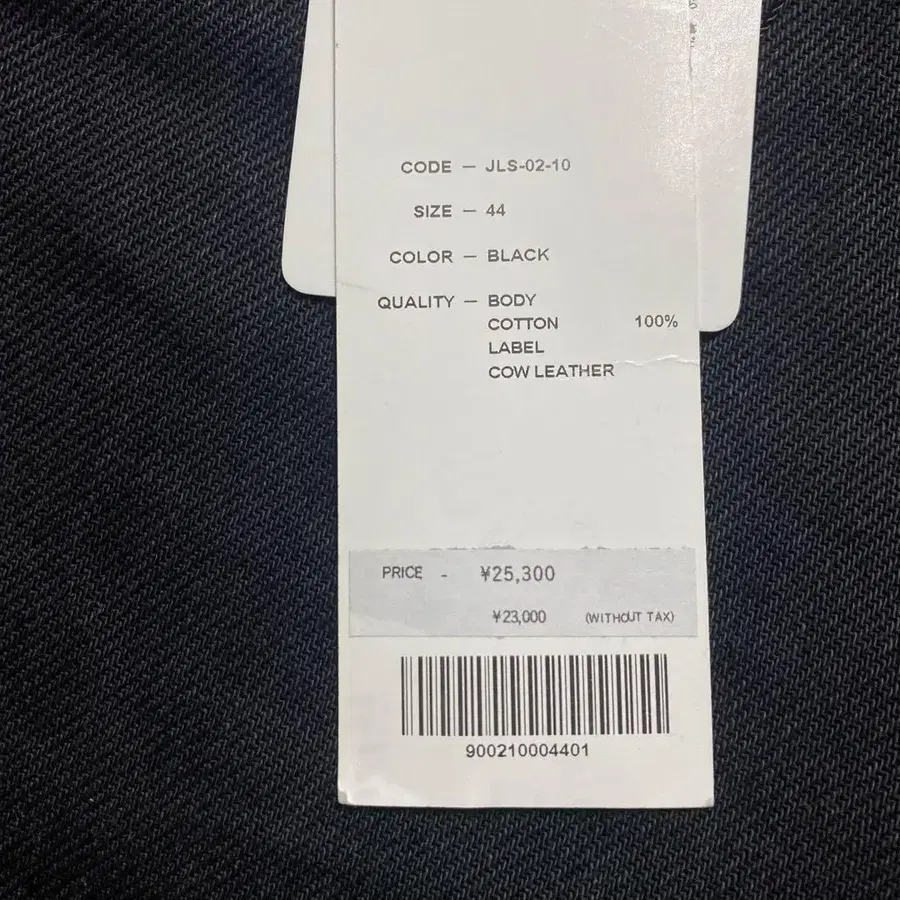 CODE — JLS-02-10
SIZE — 44
COLOR — BLACK
QUALITY — BODY
COTTON 100%
LABEL
COW LEATHER
PRICE - ¥25,300
¥23,000 (WITHOUT TAX)
900210004401